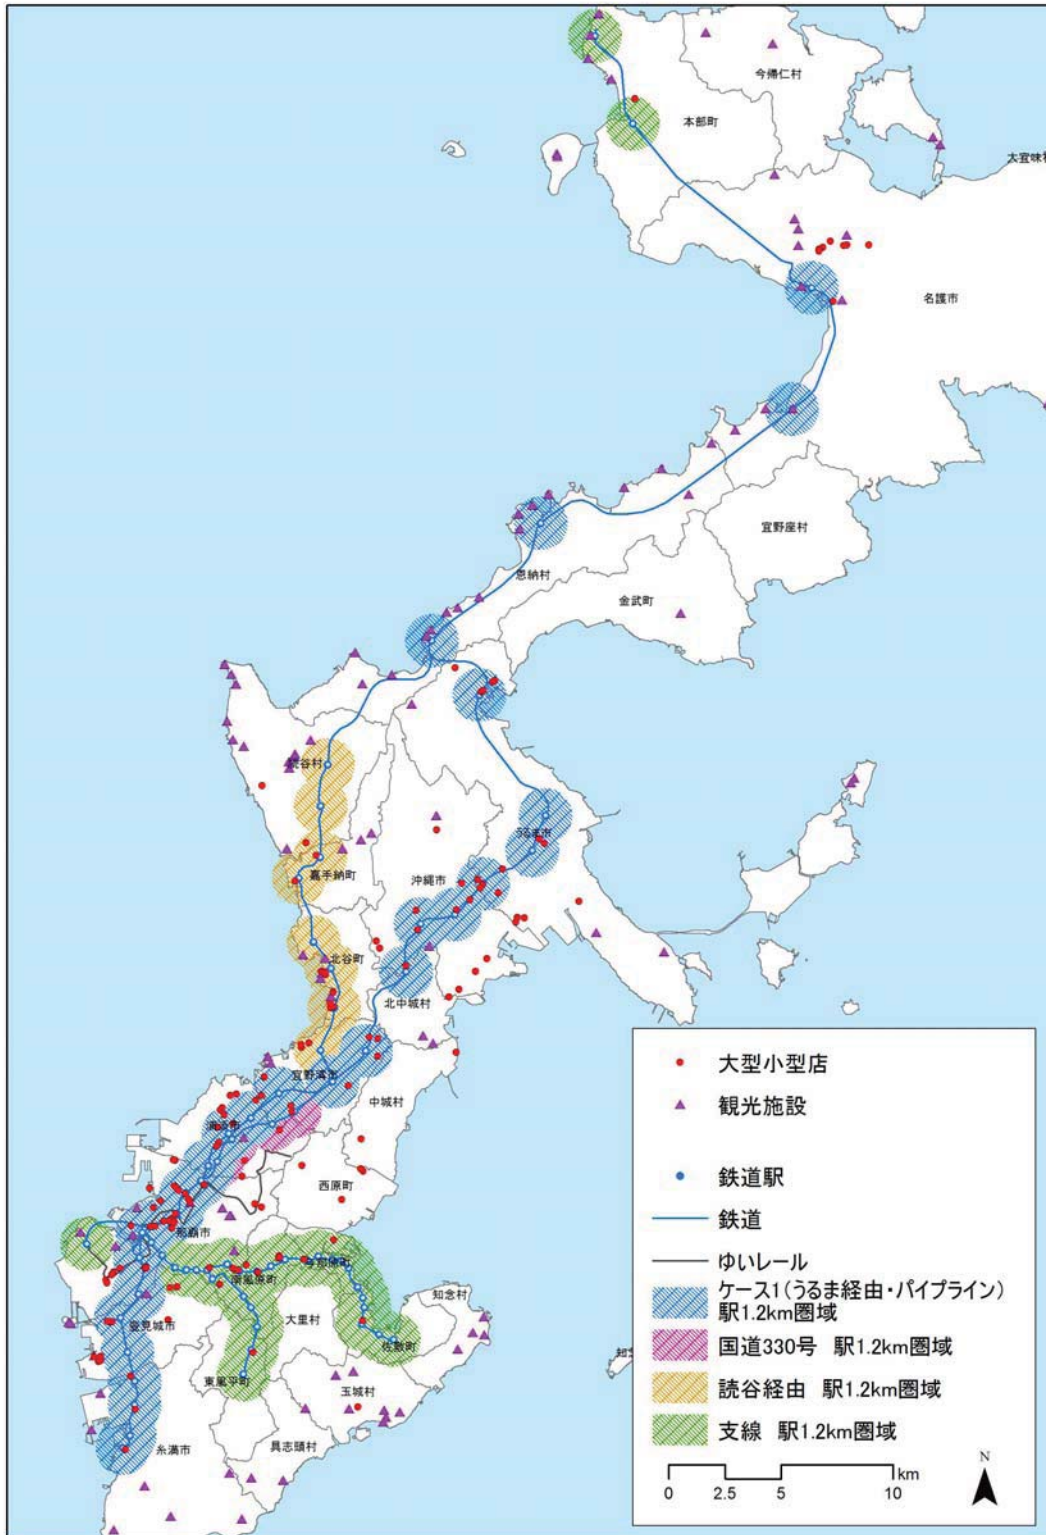 今帰仁村
本部町
名護市
宜野座村
恩納村
金武町
読谷村
うるま市
嘉手納町
沖縄市
北谷町
北中城村
宜野湾市
中城村
浦添市
西原町
那覇市
与那原町
南風原町
知念村
大里村
豊見城市
佐敷町
東風平町
玉城村
糸満市
具志頭村
大型小型店
観光施設
鉄道駅
鉄道
ゆいレール
ケース1(うるま経由・パイプライン)
駅1.2km圏域
国道330号 駅1.2km圏域
読谷経由 駅1.2km圏域
支線 駅1.2km圏域
km
0 2.5 5 10
N